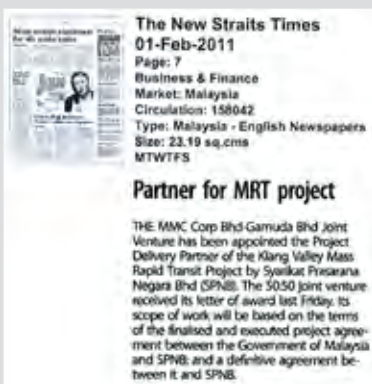 The New Straits Times
01-Feb-2011
Page: 7
Business & Finance
Market: Malaysia
Circulation: 158042
Type: Malaysia - English Newspapers
Size: 23.19 sq.cms
MTWTFS
Partner for MRT project
THE MMC Corp Bhd-Gamuda Bhd Joint
Venture has been appointed the Project
Delivery Partner of the Klang Valley Mass
Rapid Transit Project by Syarikat Prasarana
Negara Bhd (SPNB). The 50:50 joint venture
received its letter of award last Friday. Its
scope of work will be based on the terms
of the finalised and executed project agree-
ment between the Government of Malaysia
and SPNB; and a definitive agreement be-
tween it and SPNB.